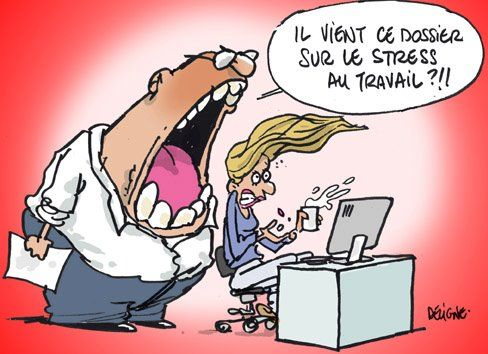 IL VIENT CE DOSSIER
SUR LE STRESS
AU TRAVAIL?!!
DELIGNE.